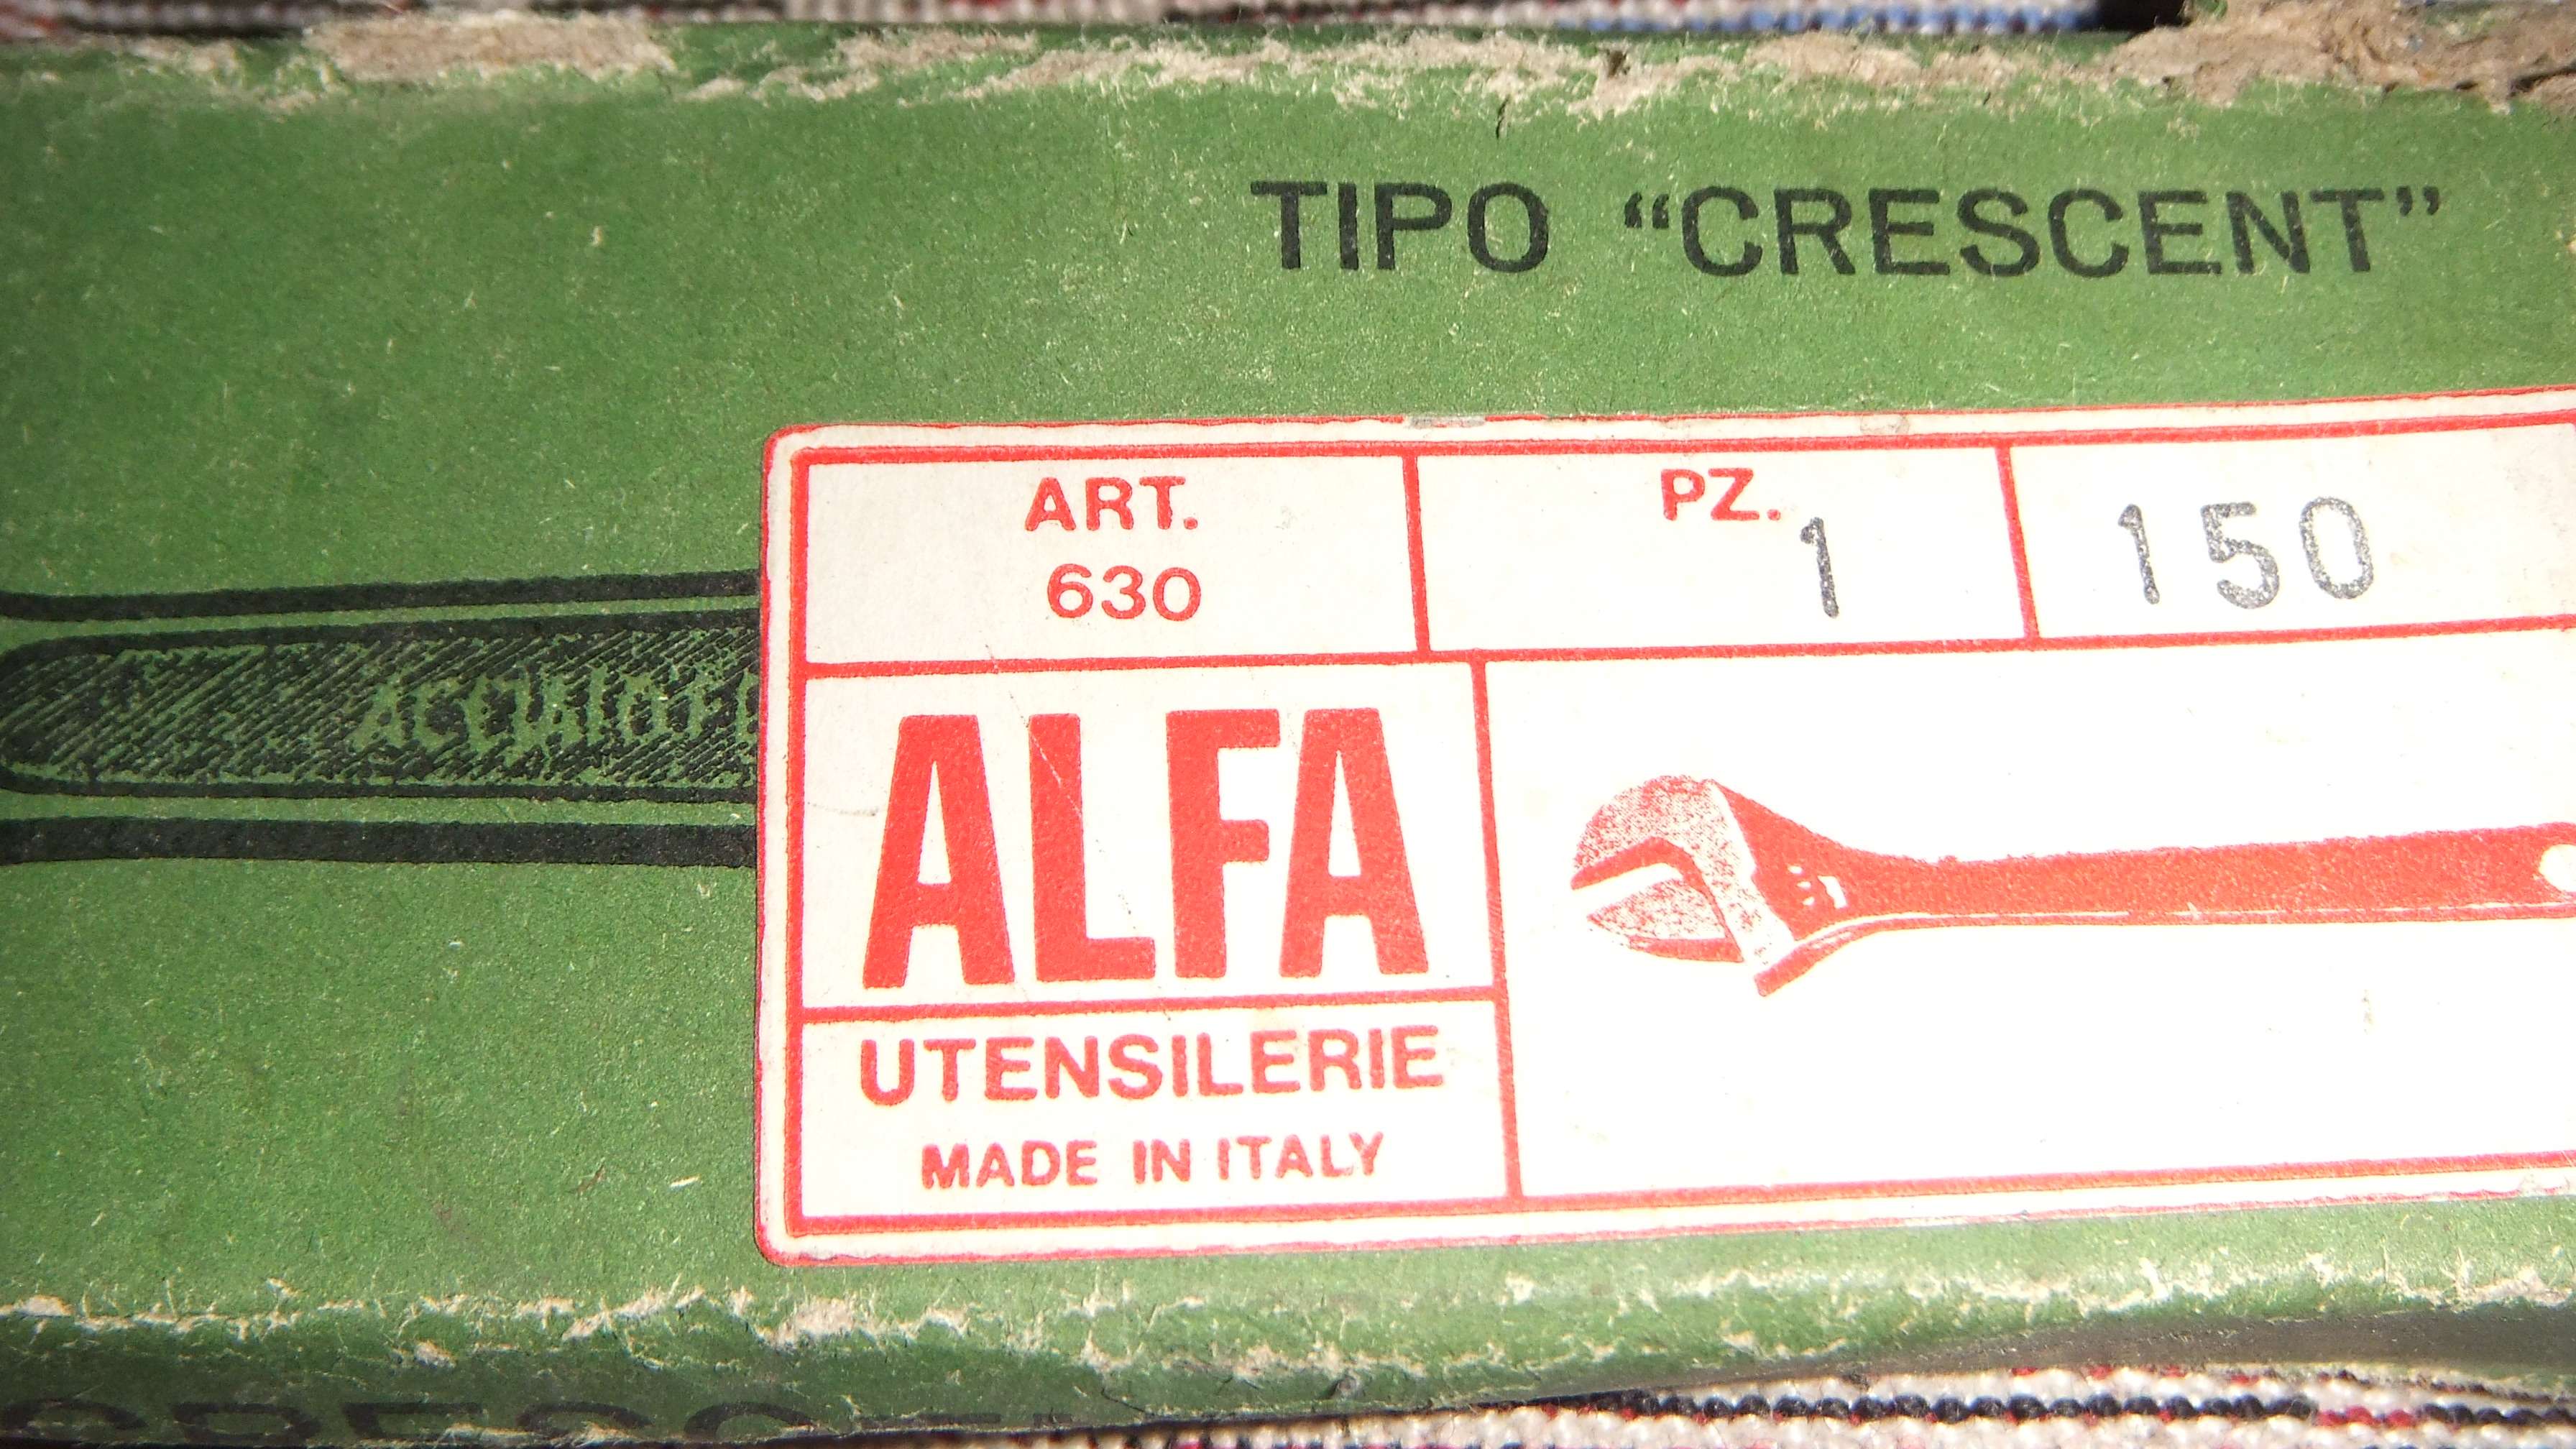 TIPO “CRESCENT”
ART.
630
PZ. 1
150
ALFA
UTENSILERIE
MADE IN ITALY